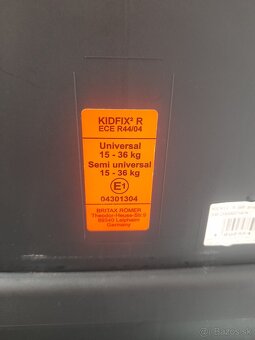 KIDFIX² R
ECE R44/04
Universal
15 - 36 kg
Semi universal
15 - 36 kg
E1
04301304
BRITAX RÖMER
Theodor-Heuss-Str.9
89340 Leipheim
Germany